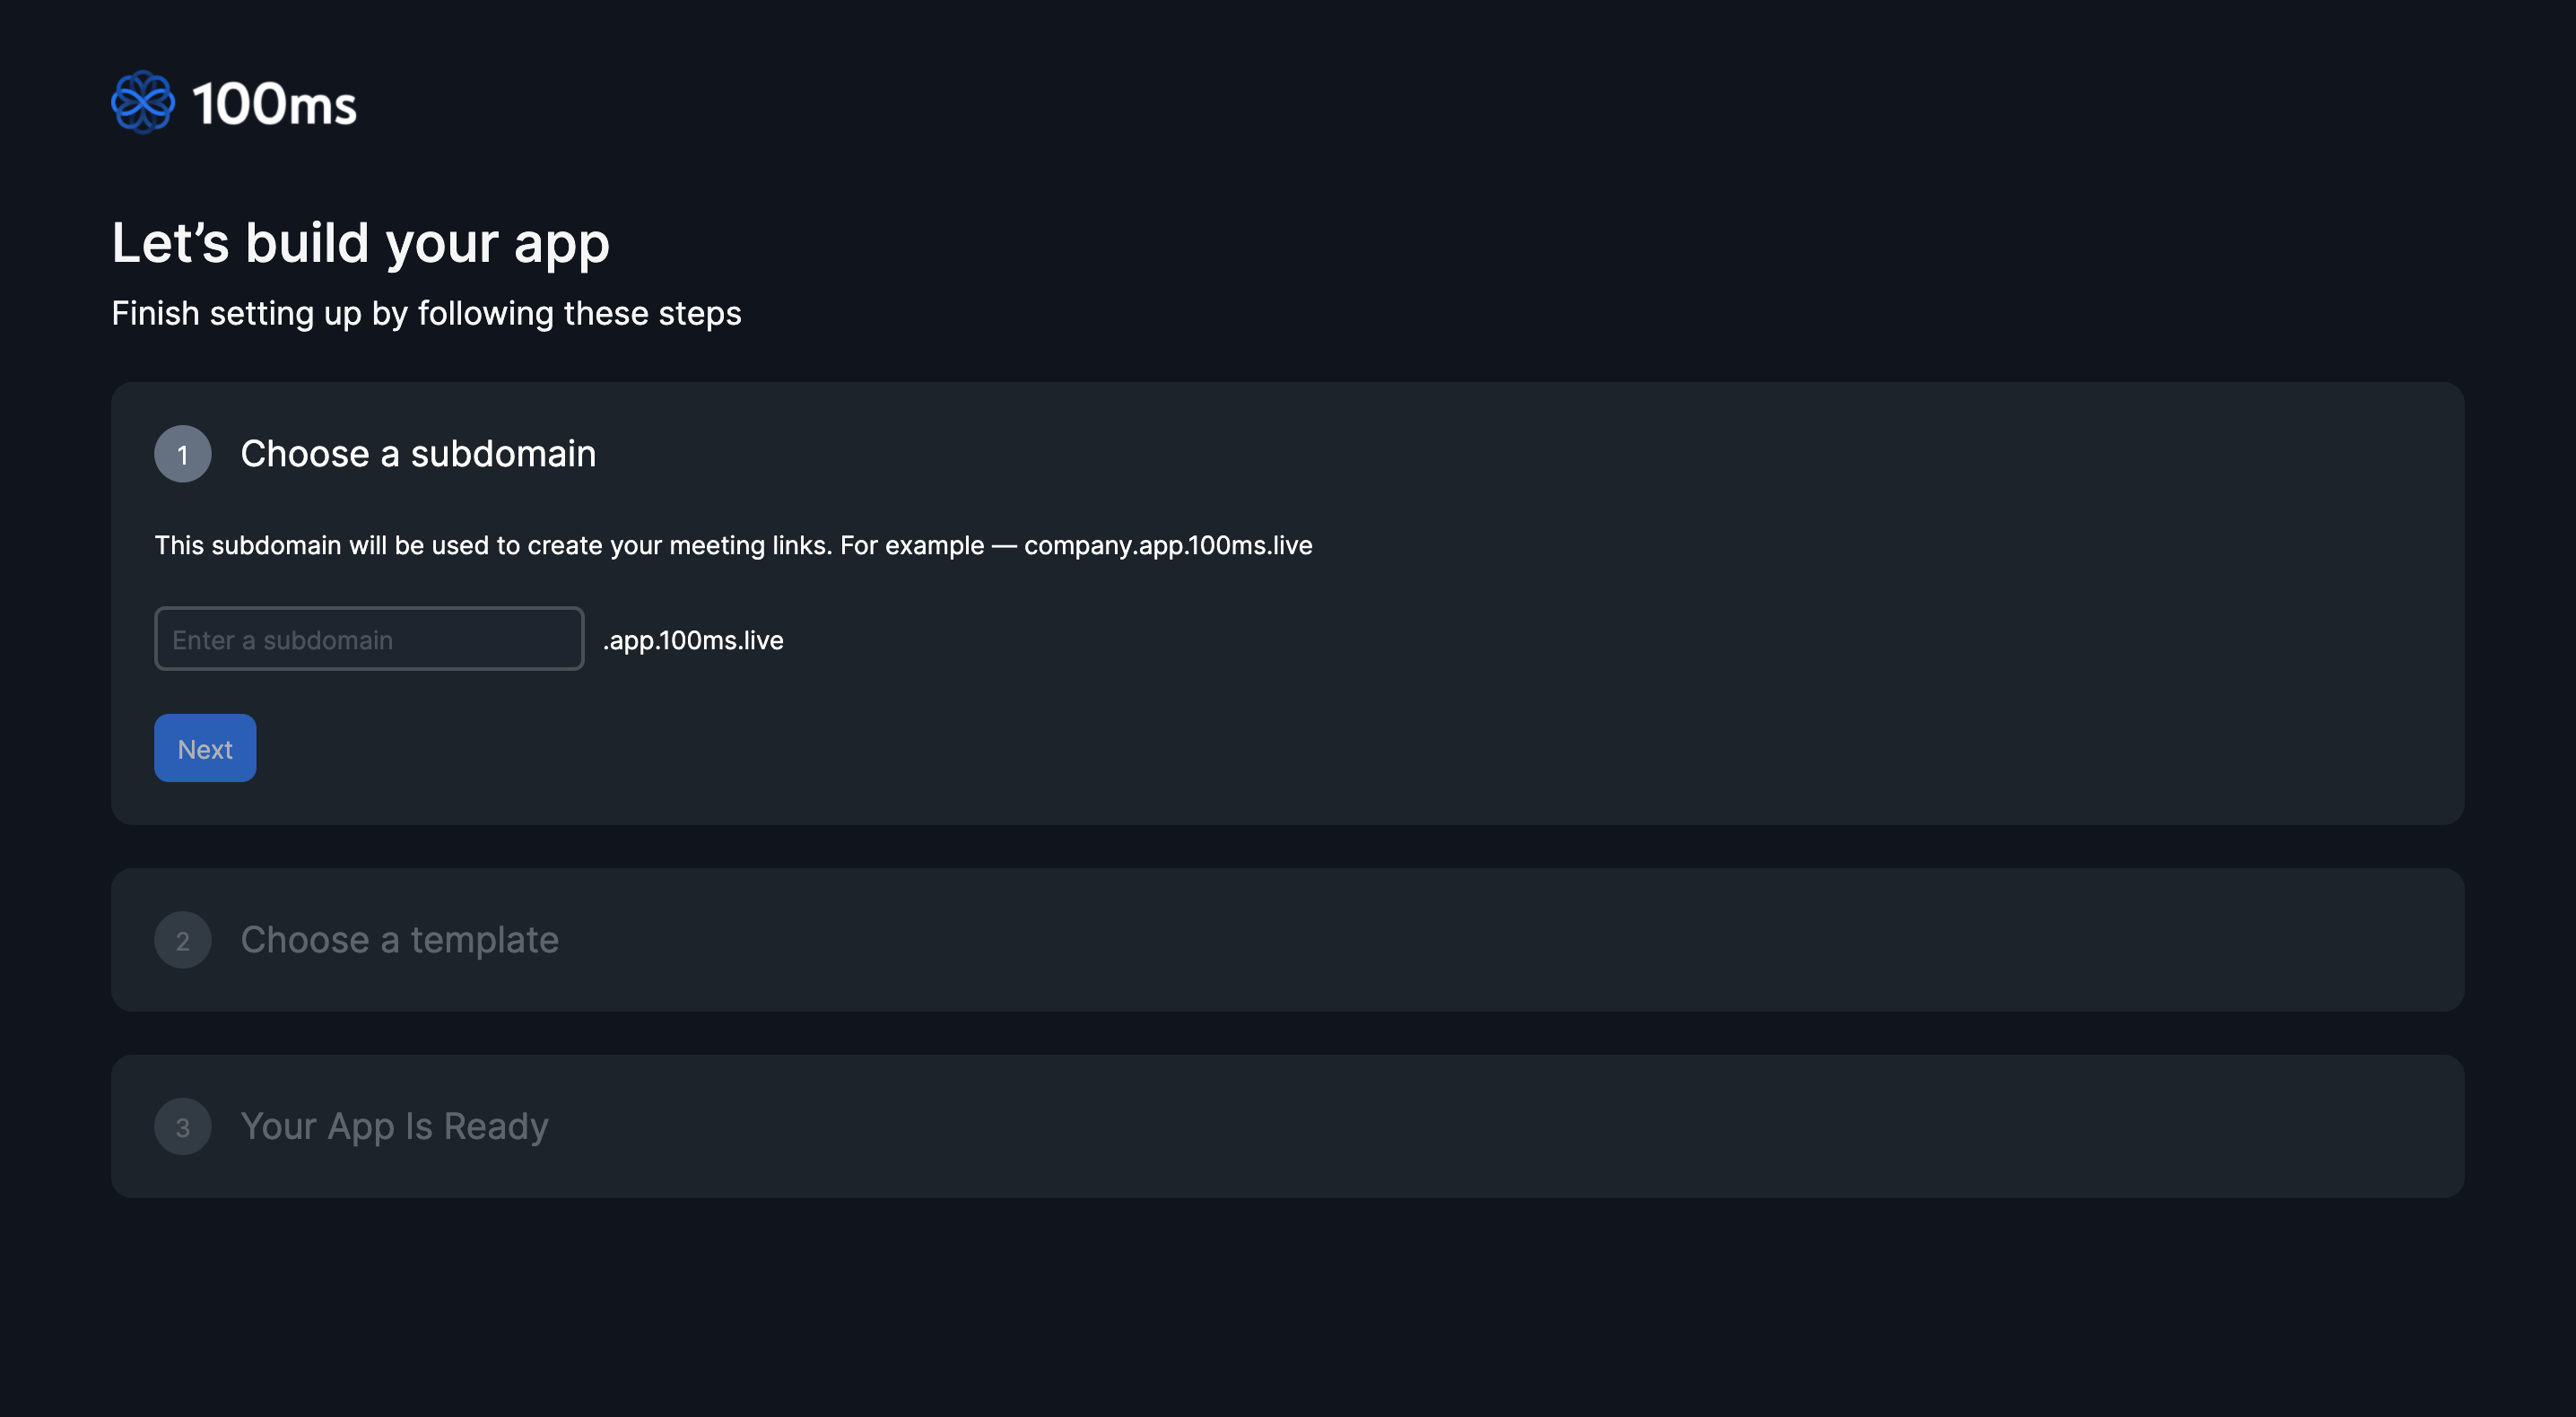 100ms
Let’s build your app
Finish setting up by following these steps
1 Choose a subdomain
This subdomain will be used to create your meeting links. For example — company.app.100ms.live
Enter a subdomain .app.100ms.live
Next
2 Choose a template
3 Your App Is Ready